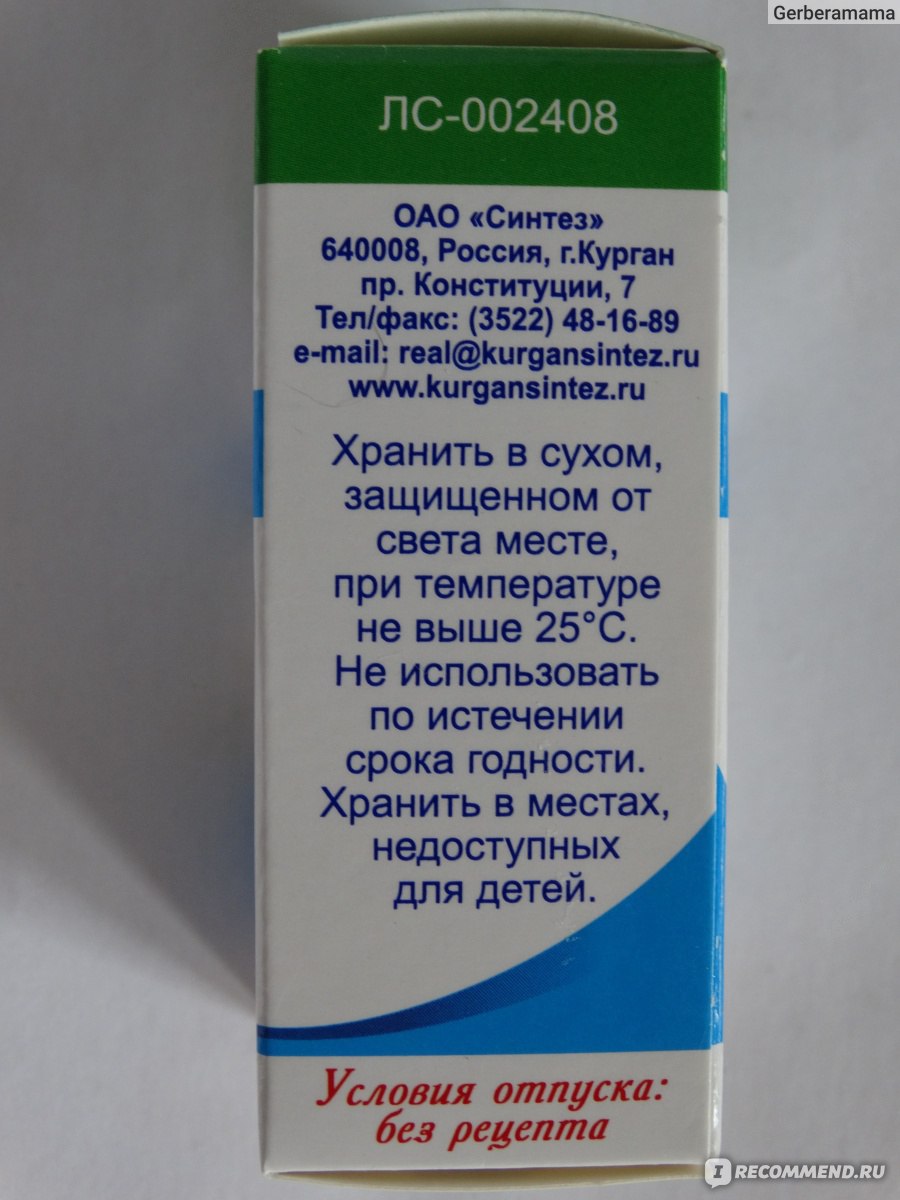 Gerberamama
ЛС-002408
ОАО «Синтез»
640008, Россия, г.Курган
пр. Конституции, 7
Тел/факс: (3522) 48-16-89
e-mail: real@kurgansintez.ru
www.kurgansintez.ru
Хранить в сухом,
защищенном от
света месте,
при температуре
не выше 25°С.
Не использовать
по истечении
срока годности.
Хранить в местах,
недоступных
для детей.
Условия отпуска:
без рецепта
IRECOMMEND.RU